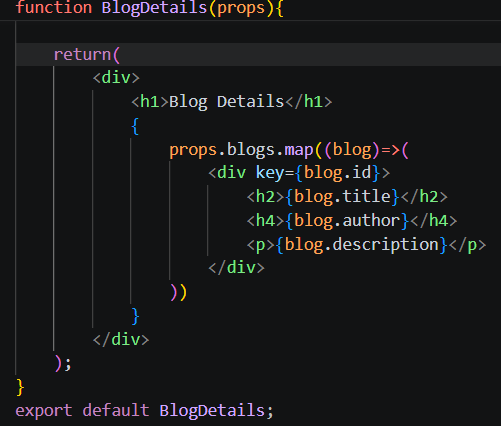 function BlogDetails(props){
return(
<div>
<h1>Blog Details</h1>
{
props.blogs.map((blog)=>(
<div key={blog.id}>
<h2>{blog.title}</h2>
<h4>{blog.author}</h4>
<p>{blog.description}</p>
</div>
))
}
</div>
);
}
export default BlogDetails;